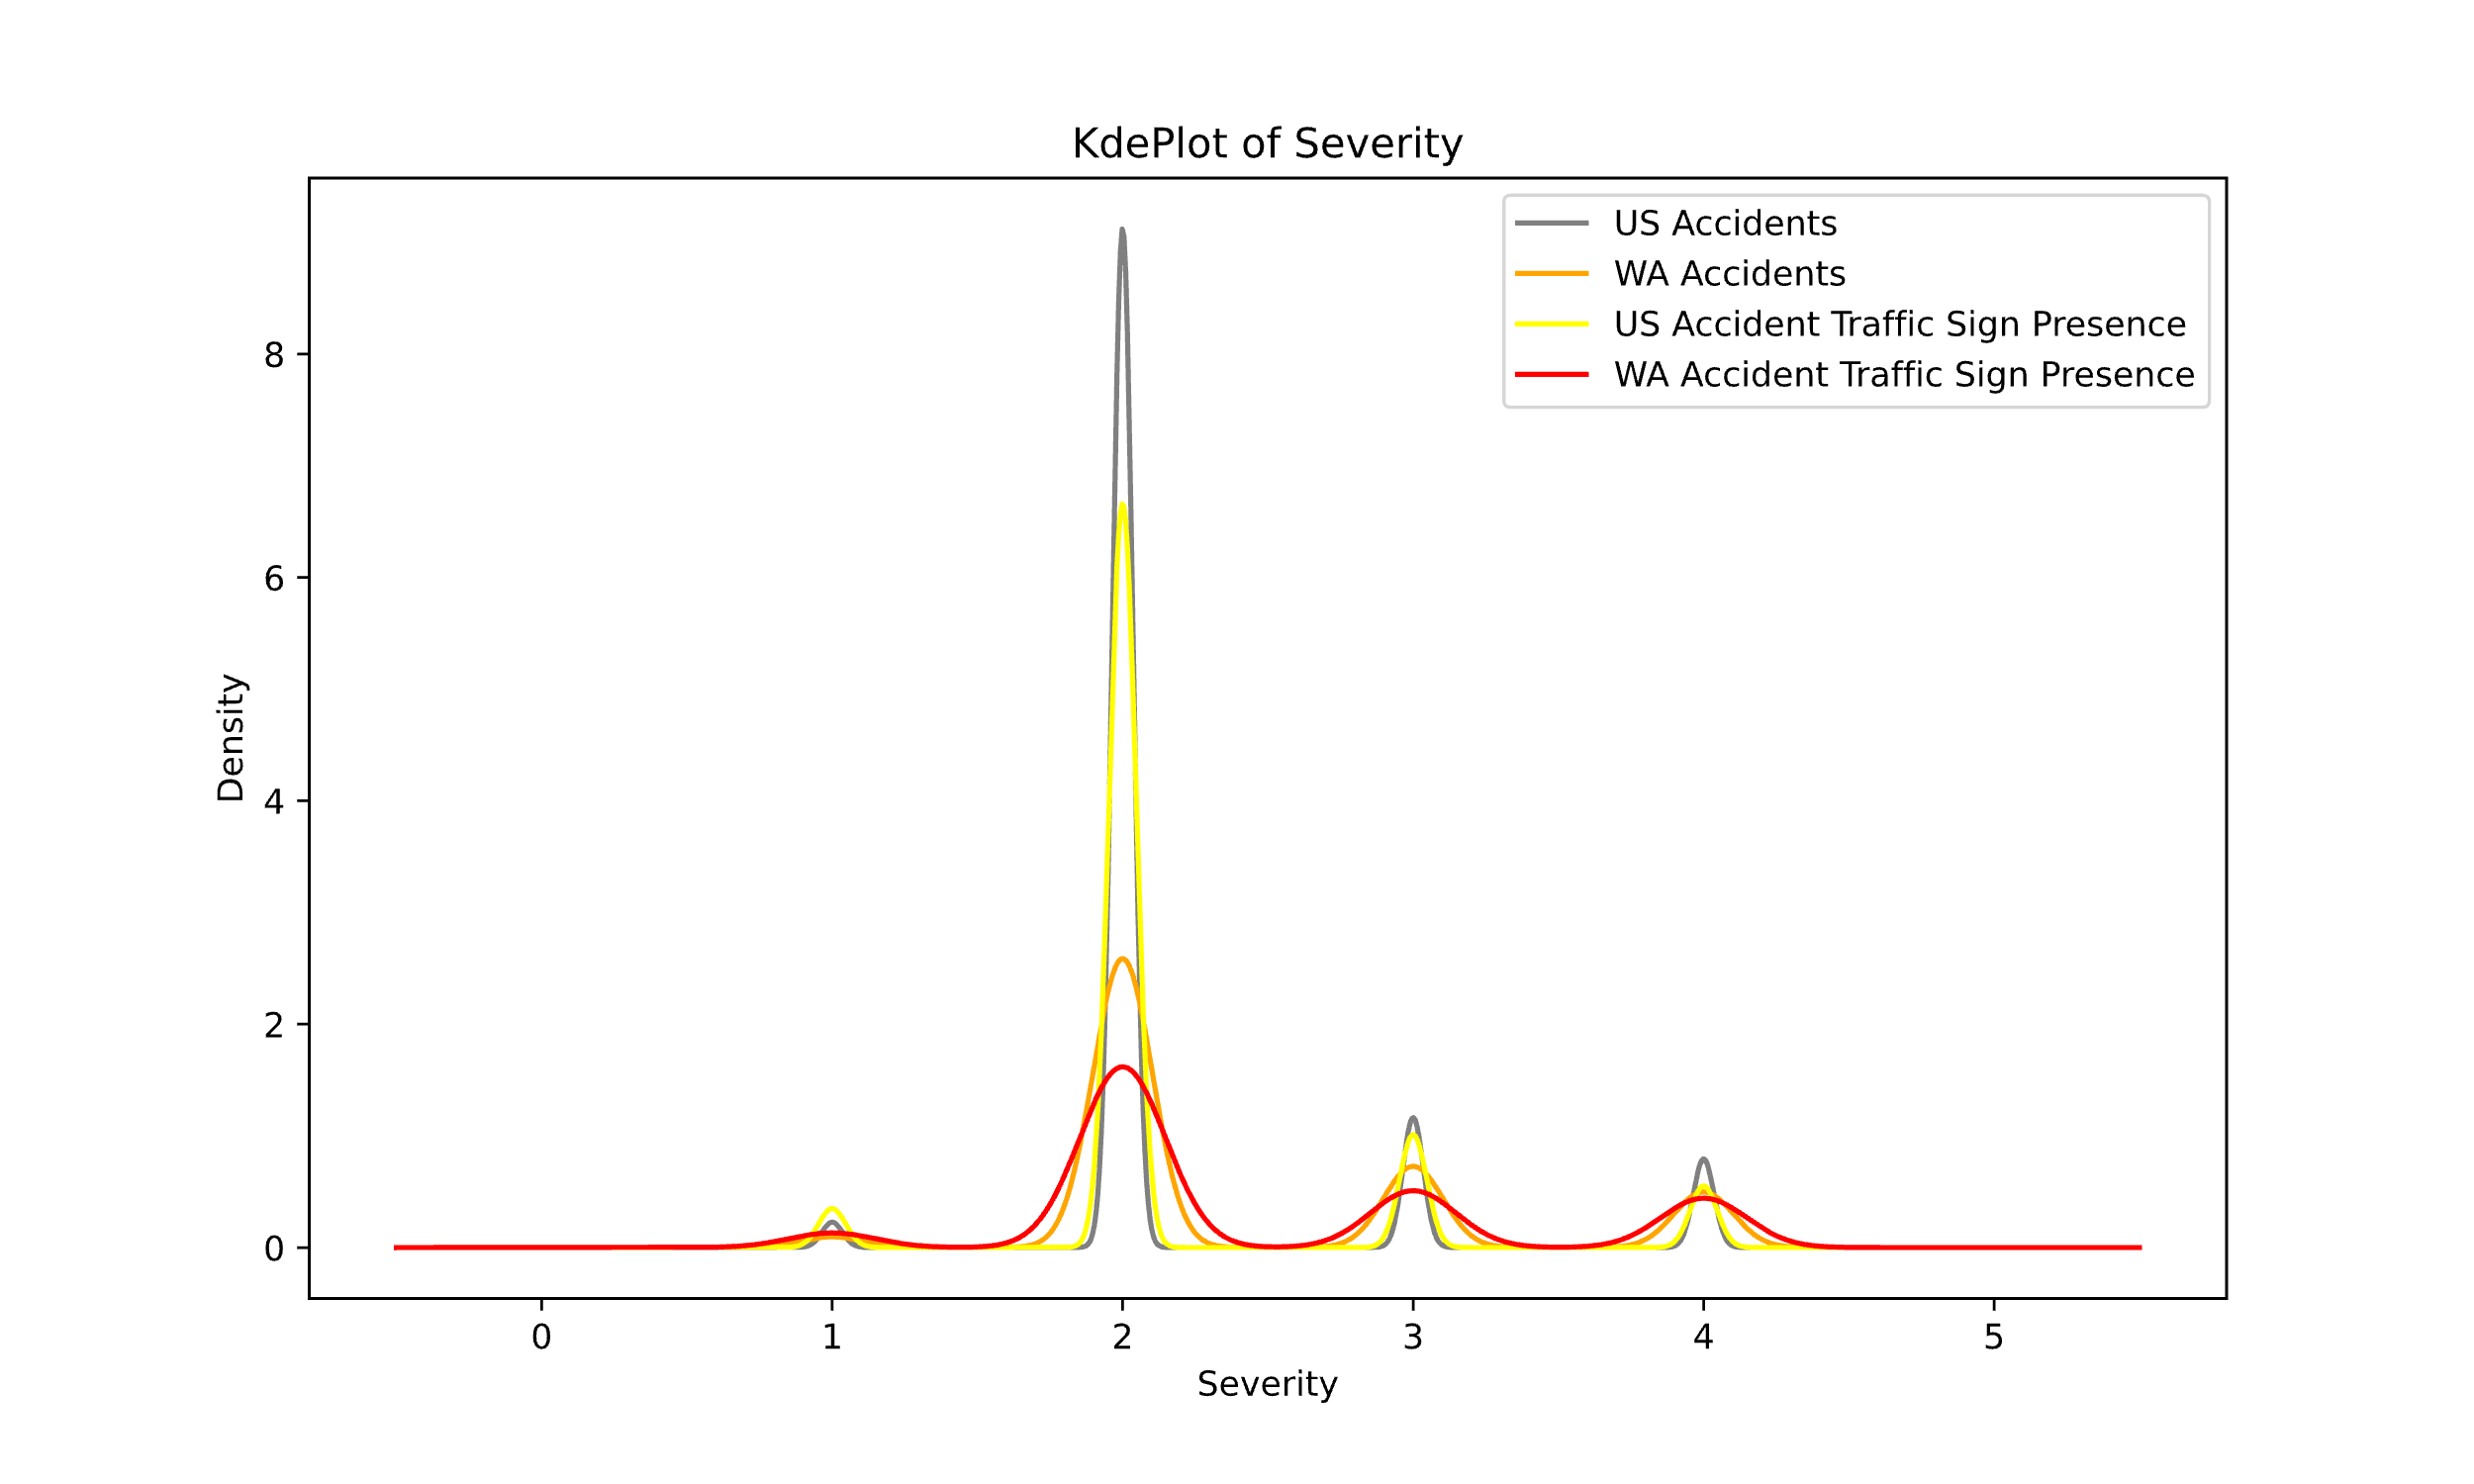 KdePlot of Severity
US Accidents
WA Accidents
US Accident Traffic Sign Presence
WA Accident Traffic Sign Presence
8
6
4
2
0
Density
0 1 2 3 4 5
Severity